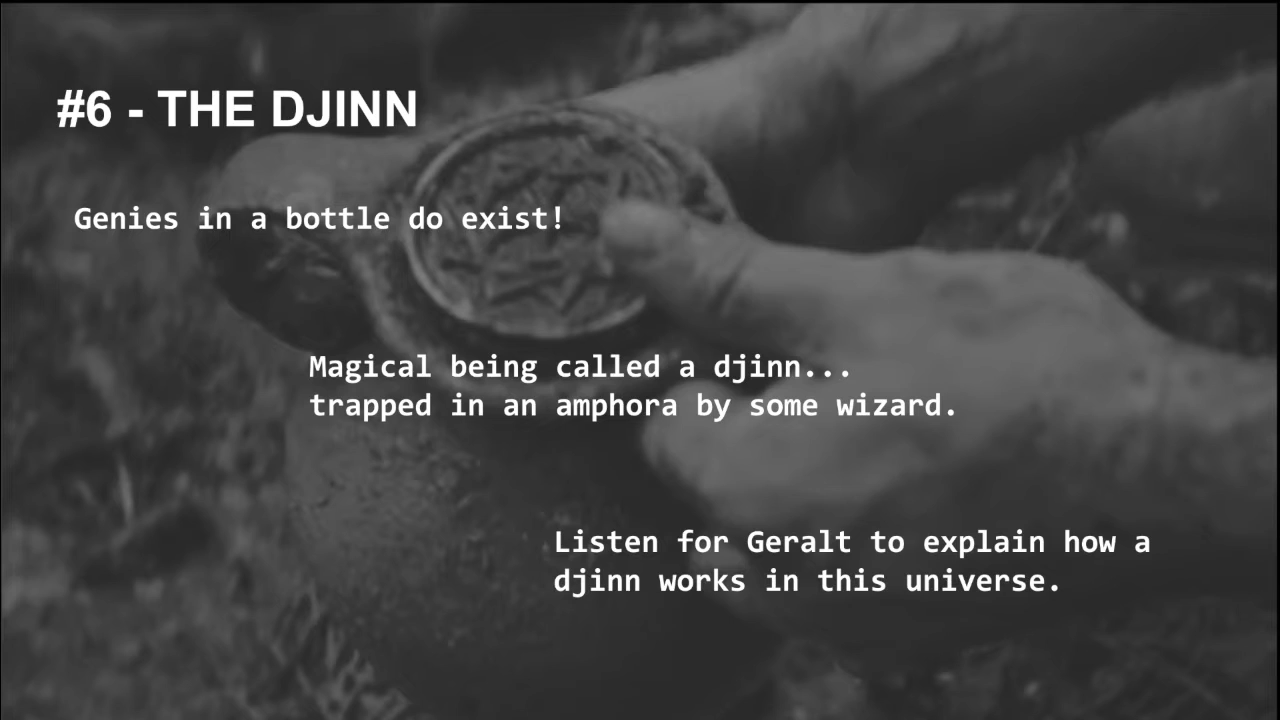 #6 - THE DJINN
Genies in a bottle do exist!
Magical being called a djinn...
trapped in an amphora by some wizard.
Listen for Geralt to explain how a
djinn works in this universe.